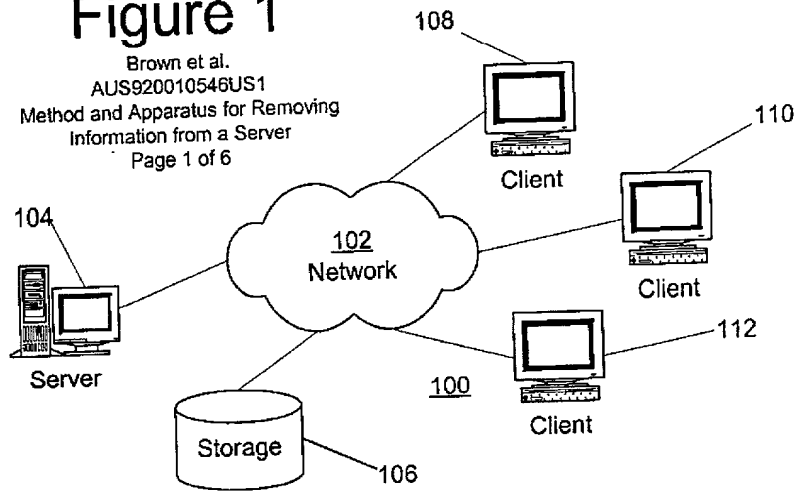 Figure 1
Brown et al.
AUS920010546US1
Method and Apparatus for Removing
Information from a Server
Page 1 of 6
108
110
Client
104
102
Network
Client
Server
112
100
Client
Storage
106